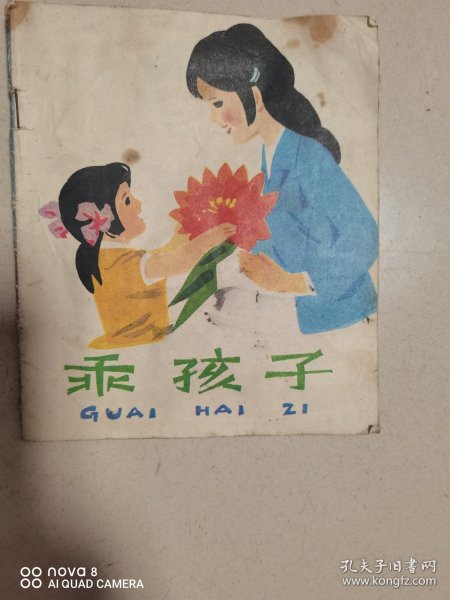 乖孩子
GUAI HAI ZI
nova 8
AI QUAD CAMERA
孔夫子旧书网
www.kongfz.com